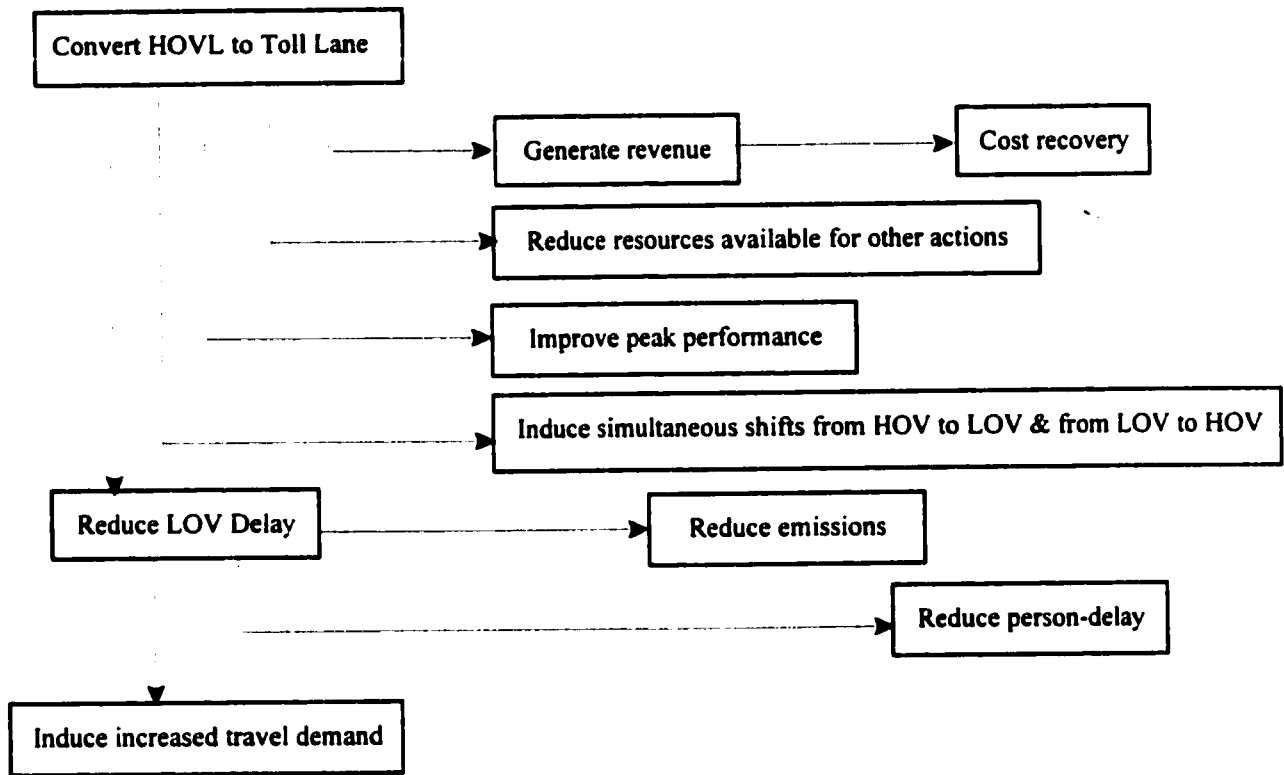 Convert HOVL to Toll Lane
Generate revenue
Cost recovery
Reduce resources available for other actions
Improve peak performance
Induce simultaneous shifts from HOV to LOV & from LOV to HOV
Reduce LOV Delay
Reduce emissions
Reduce person-delay
Induce increased travel demand